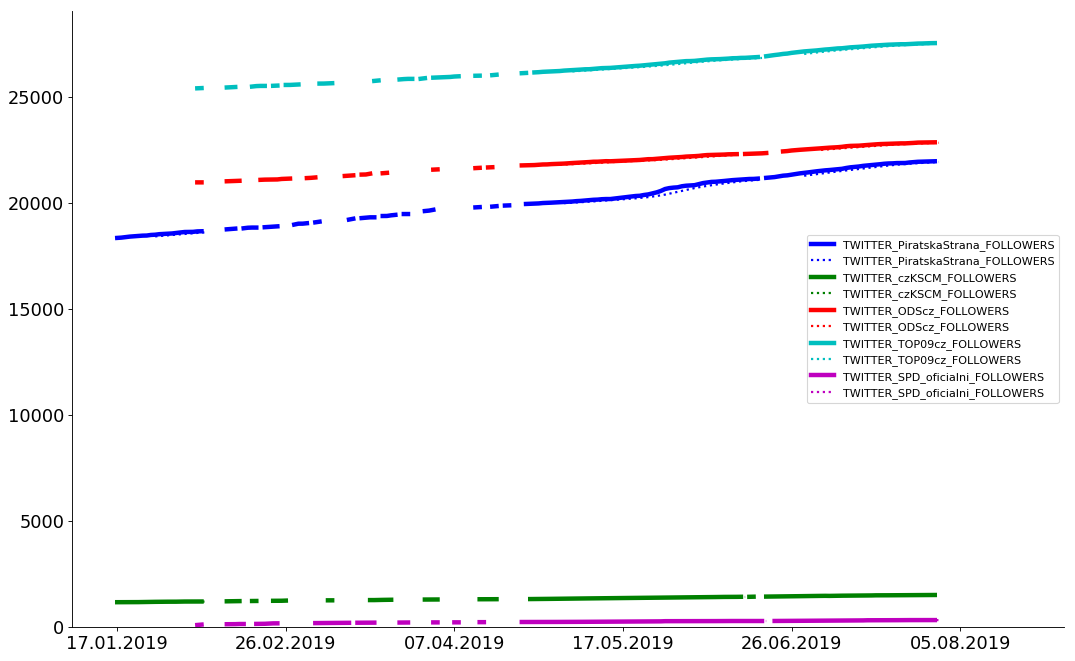 25000
20000
15000
10000
5000
0
17.01.2019
26.02.2019
07.04.2019
17.05.2019
26.06.2019
05.08.2019
TWITTER_PiratskaStrana_FOLLOWERS
TWITTER_PiratskaStrana_FOLLOWERS
TWITTER_czKSCM_FOLLOWERS
TWITTER_czKSCM_FOLLOWERS
TWITTER_ODScz_FOLLOWERS
TWITTER_ODScz_FOLLOWERS
TWITTER_TOP09cz_FOLLOWERS
TWITTER_TOP09cz_FOLLOWERS
TWITTER_SPD_oficialni_FOLLOWERS
TWITTER_SPD_oficialni_FOLLOWERS